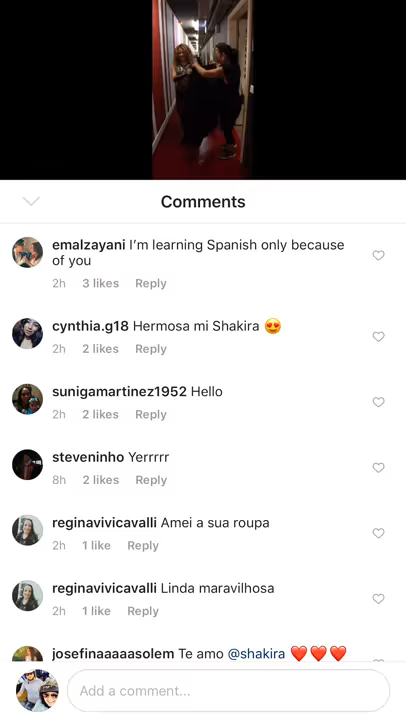 Comments
emalzayani I'm learning Spanish only because
of you
2h 3 likes Reply
cynthia.g18 Hermosa mi Shakira 😍
2h 2 likes Reply
sunigamartinez1952 Hello
2h 2 likes Reply
steveninho Yerrrrr
8h 2 likes Reply
reginavivicavalli Amei a sua roupa
2h 1 like Reply
reginavivicavalli Linda maravilhosa
2h 1 like Reply
josefinaaaaasolem Te amo @shakira ❤️❤️❤️
Add a comment...